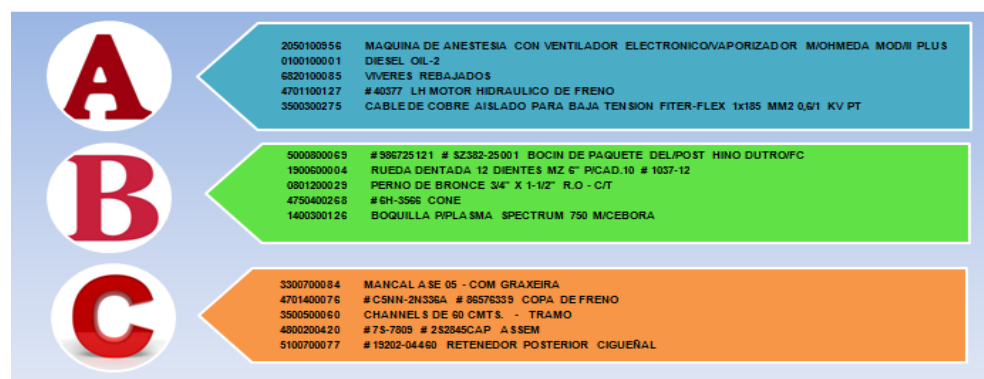 A
2050100956 MAQUINA DE ANESTESIA CON VENTILADOR ELECTRONICO/VAPORIZADOR M/OHMEDA MOD/II PLUS
0100100001 DIESEL OIL-2
6820100085 VIVERES REBAJADOS
4701100127 #40377 LH MOTOR HIDRAULICO DE FRENO
3500300275 CABLE DE COBRE AISLADO PARA BAJA TENSION FITER-FLEX 1x185 MM2 0,6/1 KV PT
B
5000800069 #986725121 # SZ382-25001 BOCIN DE PAQUETE DEL/POST HINO DUTRO/FC
1900600004 RUEDA DENTADA 12 DIENTES MZ 6" P/CAD.10 # 1037-12
0801200029 PERNO DE BRONCE 3/4" X 1-1/2" R.O - C/T
4750400268 #6H-3566 CONE
1400300126 BOQUILLA P/PLASMA SPECTRUM 750 M/CEBORA
C
3300700084 MANCAL ASE 05 - COM GRAXEIRA
4701400076 #C5NN-2N336A # 86576339 COPA DE FRENO
3500500060 CHANNELS DE 60 CMTS. - TRAMO
4800200420 #7S-7809 # 2S2845CAP ASSEM
5100700077 #19202-04460 RETENEDOR POSTERIOR CIGUEÑAL